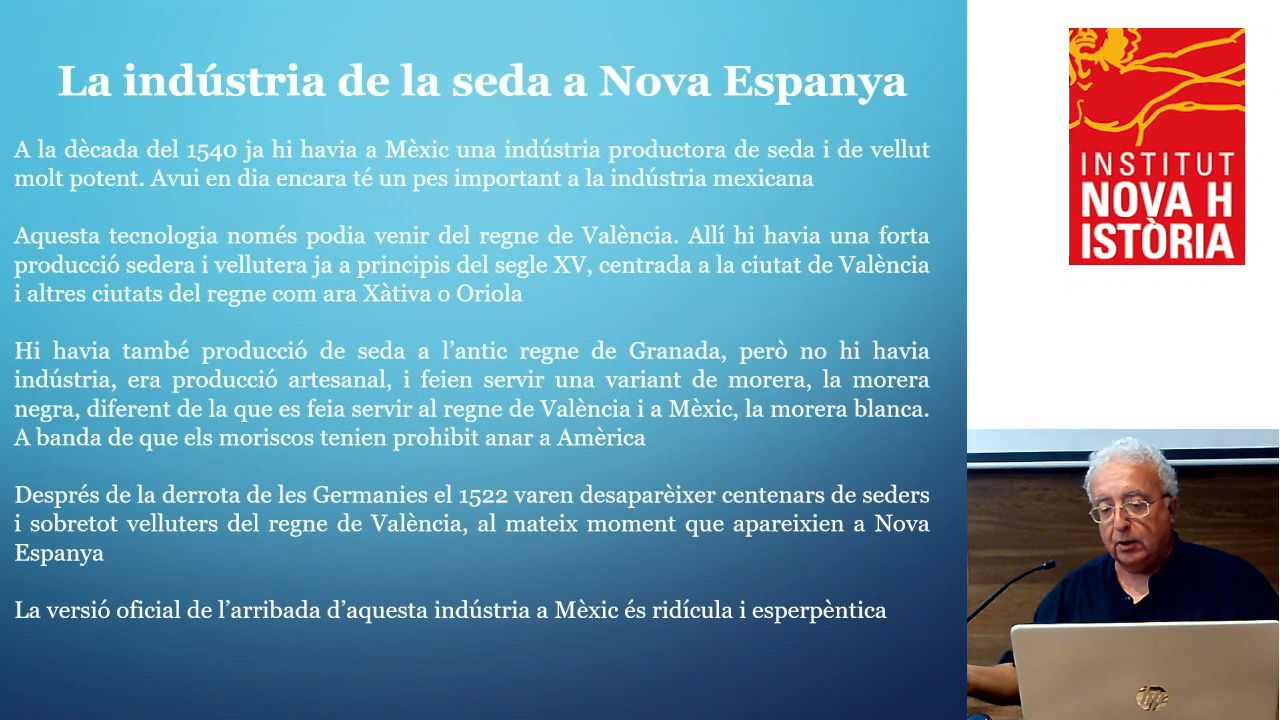 La indústria de la seda a Nova Espanya
A la dècada del 1540 ja hi havia a Mèxic una indústria productora de seda i de vellut
molt potent. Avui en dia encara té un pes important a la indústria mexicana
Aquesta tecnologia només podia venir del regne de València. Allí hi havia una forta
producció sedera i vellutera ja a principis del segle XV, centrada a la ciutat de València
i altres ciutats del regne com ara Xàtiva o Oriola
Hi havia també producció de seda a l’antic regne de Granada, però no hi havia
indústria, era producció artesanal, i feien servir una variant de morera, la morera
negra, diferent de la que es feia servir al regne de València i a Mèxic, la morera blanca.
A banda de que els moriscos tenien prohibit anar a Amèrica
Després de la derrota de les Germanies el 1522 varen desaparèixer centenars de seders
i sobretot velluters del regne de València, al mateix moment que apareixien a Nova
Espanya
La versió oficial de l’arribada d’aquesta indústria a Mèxic és ridícula i esperpèntica
INSTITUT
NOVA H
ISTÒRIA
hp